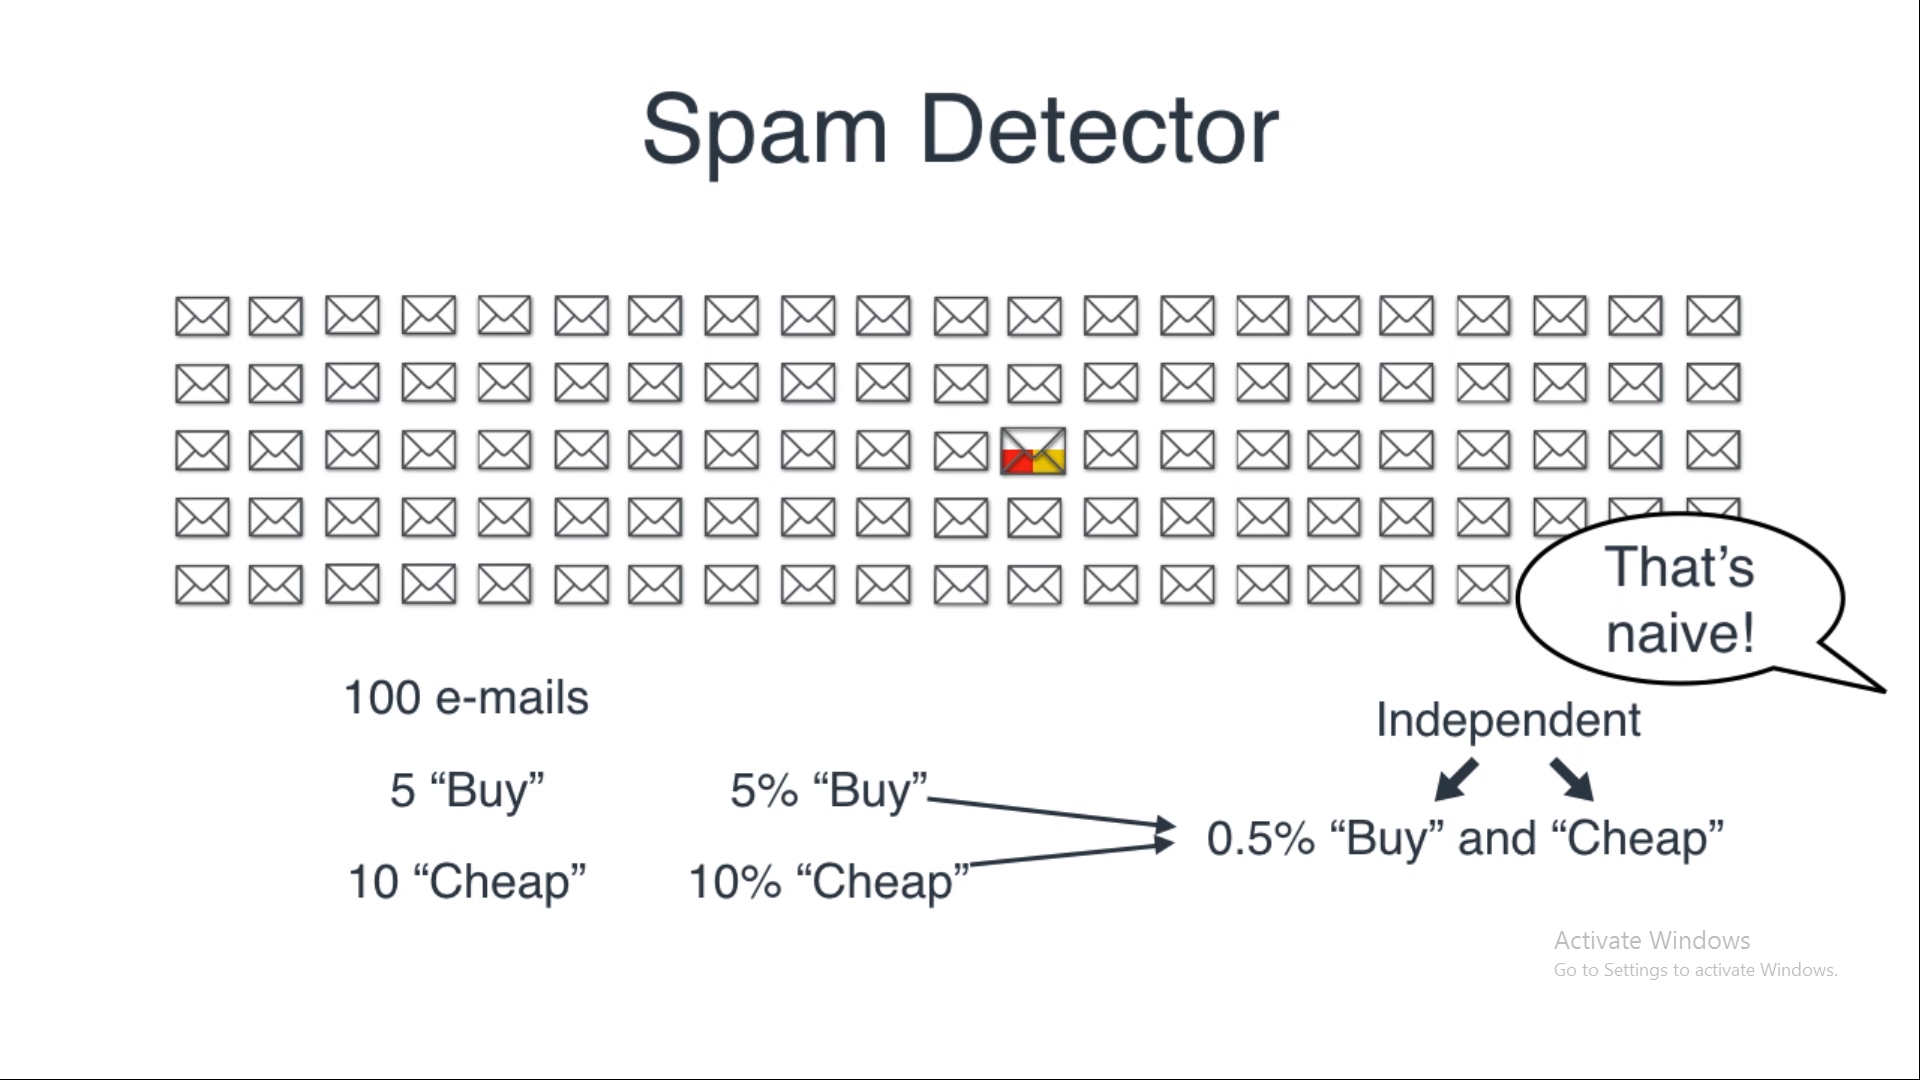 Spam Detector
That’s
naive!
100 e-mails
Independent
5 “Buy”
5% “Buy”
0.5% “Buy” and “Cheap”
10 “Cheap”
10% “Cheap”
Activate Windows
Go to Settings to activate Windows.